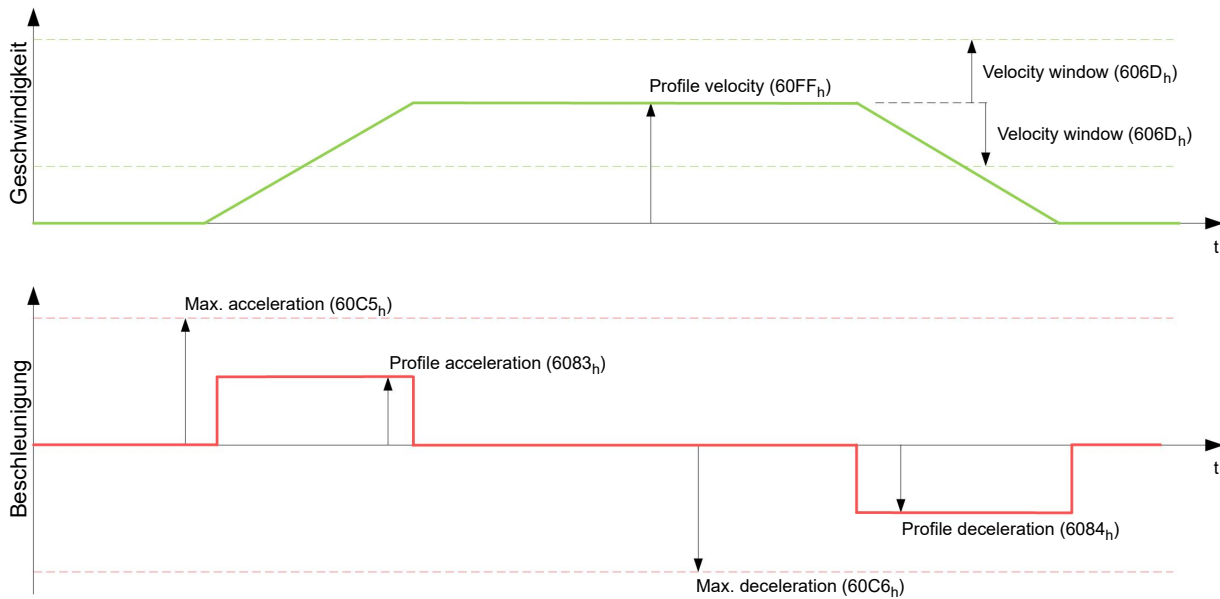 Geschwindigkeit
Profile velocity (60FFh)
Velocity window (606Dh)
Velocity window (606Dh)
t
Beschleunigung
Max. acceleration (60C5h)
Profile acceleration (6083h)
t
Profile deceleration (6084h)
Max. deceleration (60C6h)